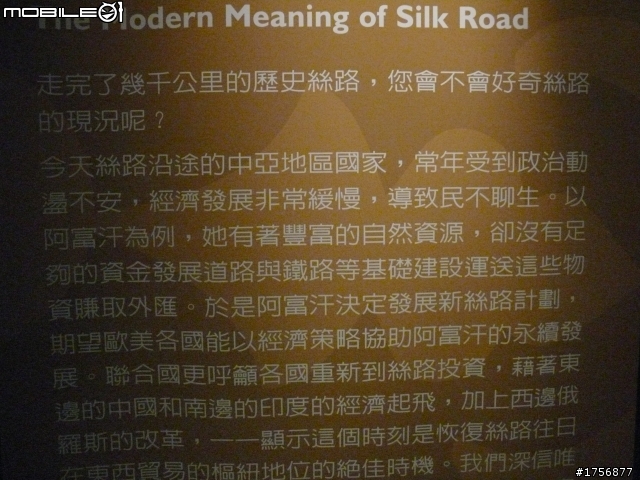 MOBILE01
The Modern Meaning of Silk Road
走完了幾千公里的歷史絲路，您會不會好奇絲路
的現況呢？
今天絲路沿途的中亞地區國家，常年受到政治動
盪不安，經濟發展非常緩慢，導致民不聊生。以
阿富汗為例，她有著豐富的自然資源，卻沒有足
夠的資金發展道路與鐵路等基礎建設運送這些物
資賺取外匯。於是阿富汗決定發展新絲路計劃，
期望歐美各國能以經濟策略協助阿富汗的永續發
展。聯合國更呼籲各國重新到絲路投資，藉著東
邊的中國和南邊的印度的經濟起飛，加上西邊俄
羅斯的改革，——顯示這個時刻是恢復絲路往日
在東西貿易的樞紐地位的絕佳時機。我們深信唯
#1756877